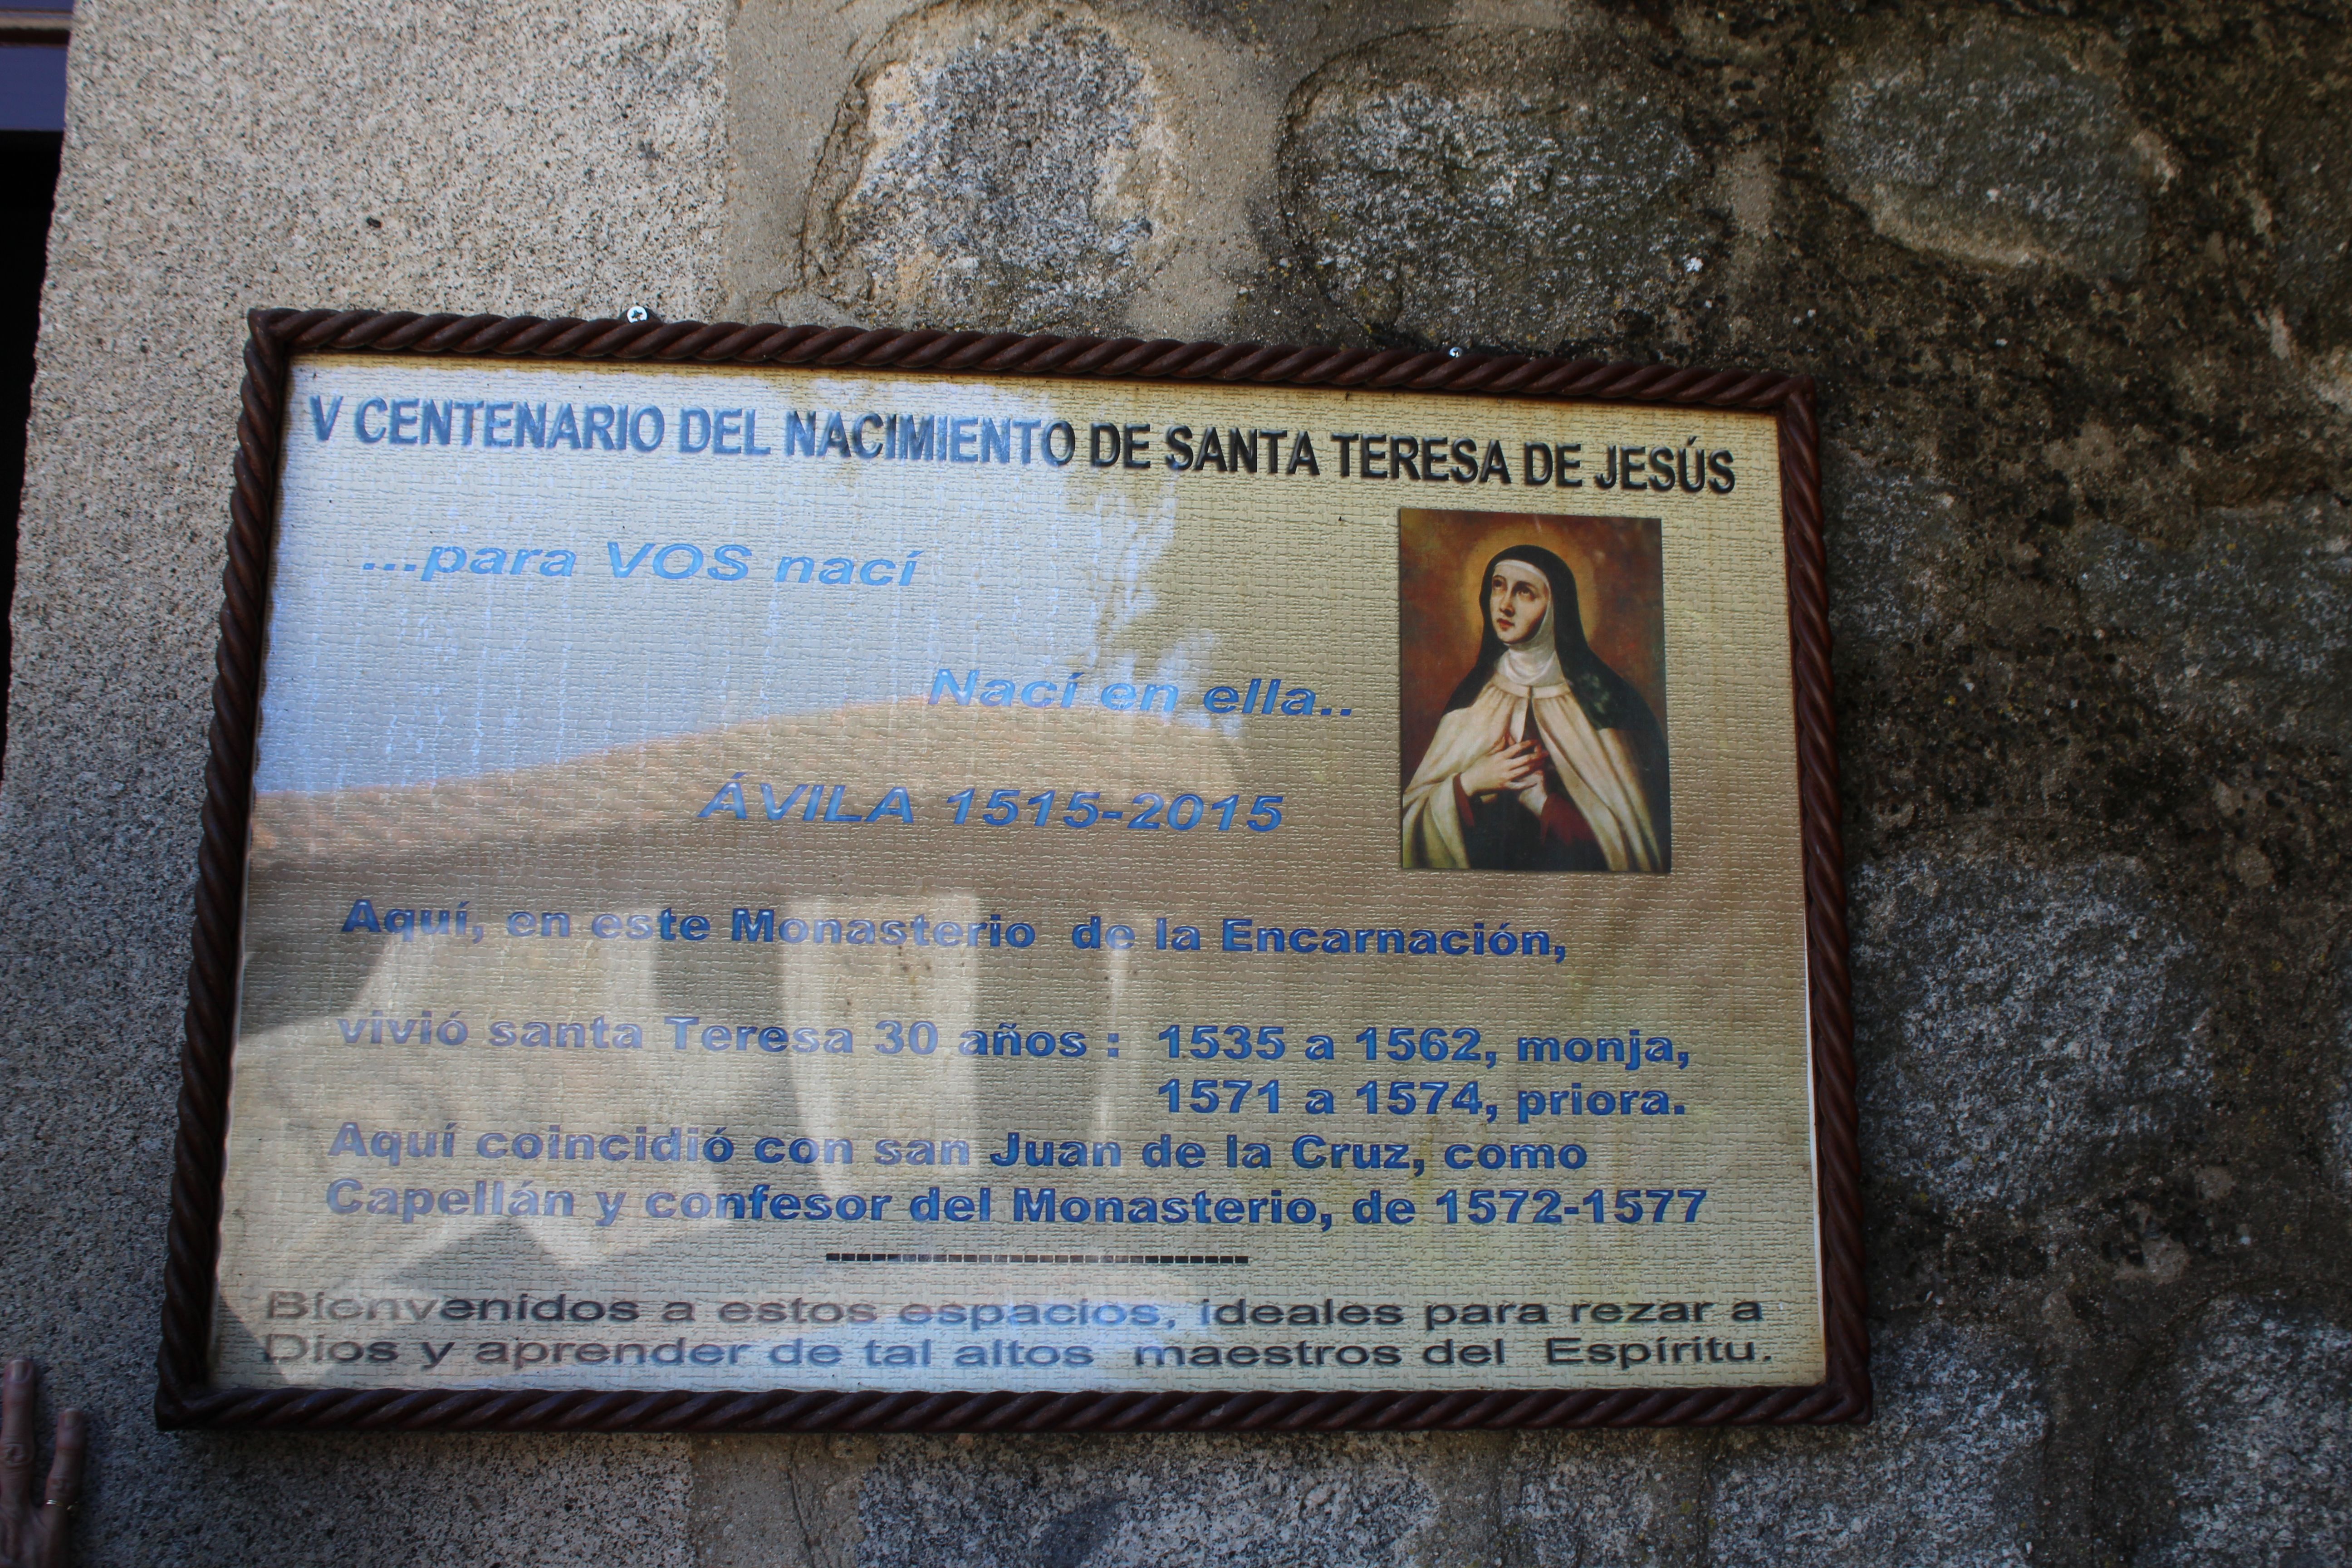 V CENTENARIO DEL NACIMIENTO DE SANTA TERESA DE JESÚS
...para VOS nací
Nací en ella..
ÁVILA 1515-2015
Aquí, en este Monasterio de la Encarnación,
vivió santa Teresa 30 años : 1535 a 1562, monja,
1571 a 1574, priora.
Aquí coincidió con san Juan de la Cruz, como
Capellán y confesor del Monasterio, de 1572-1577
Bienvenidos a estos espacios, ideales para rezar a
Dios y aprender de tal altos maestros del Espíritu.